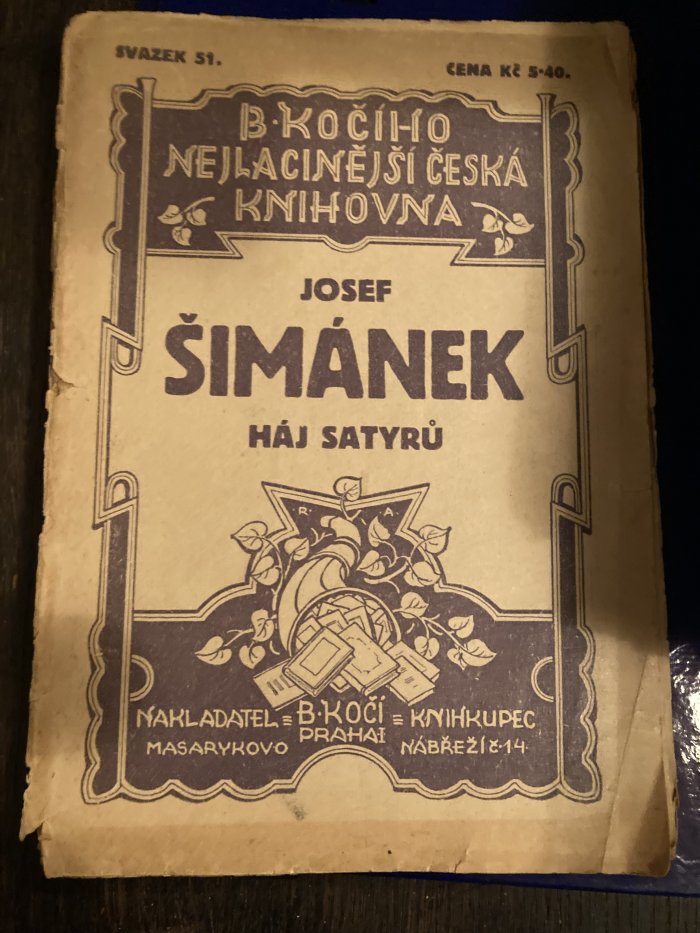 SVAZEK 51.
CENA Kč 5·40.
B·KOČÍHO
NEJLACINĚJŠÍ ČESKÁ
KNIHOVNA
JOSEF
ŠIMÁNEK
HÁJ SATYRŮ
R · A
NAKLADATEL = B·KOČÍ = KNIHKUPEC
PRAHA I
MASARYKOVO NÁBŘEŽÍ č·14